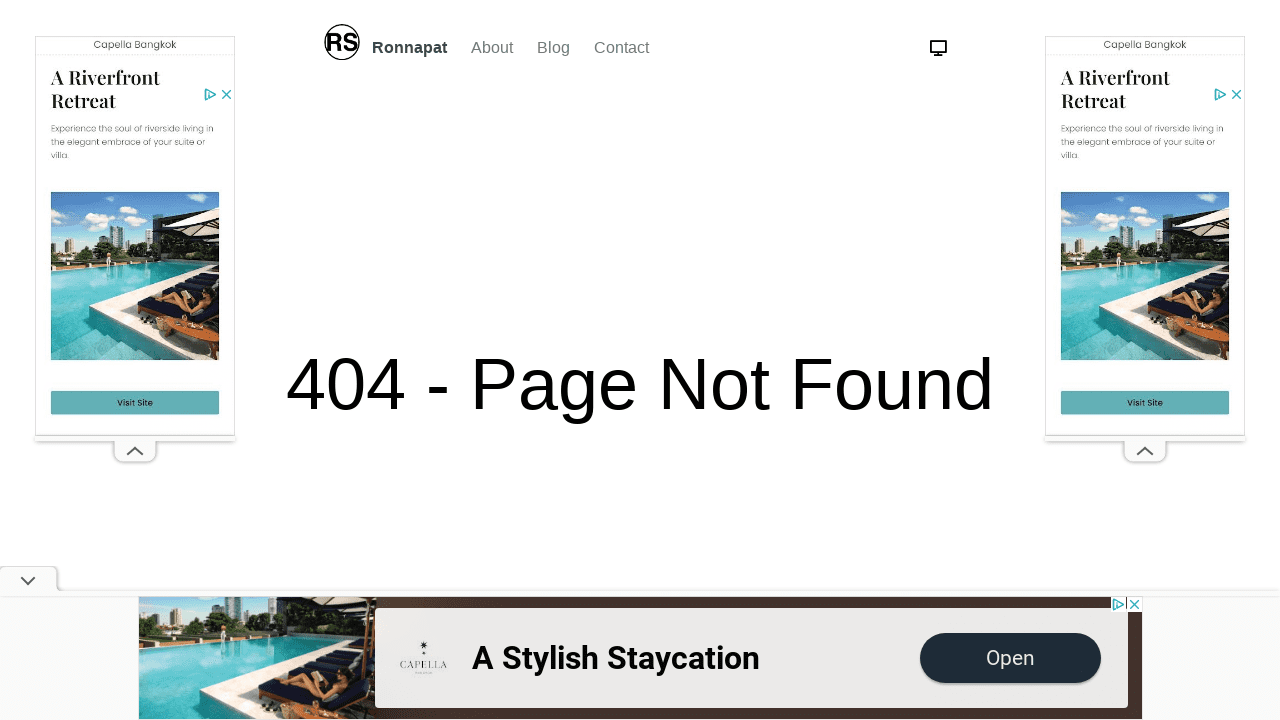 RS
Ronnapat
About
Blog
Contact
Capella Bangkok
A Riverfront
Retreat
Experience the soul of riverside living in
the elegant embrace of your suite or
villa.
Visit Site
404 - Page Not Found
Capella Bangkok
A Riverfront
Retreat
Experience the soul of riverside living in
the elegant embrace of your suite or
villa.
Visit Site
CAPELLA
A Stylish Staycation
Open